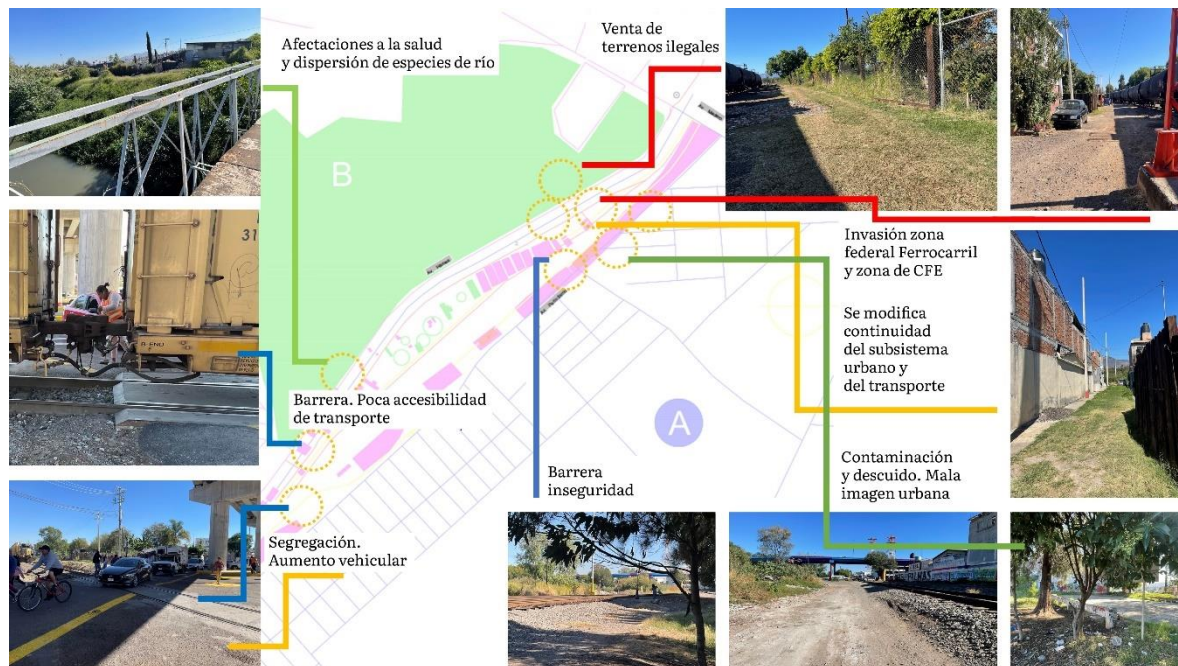 Afectaciones a la salud
y dispersión de especies de río
Venta de
terrenos ilegales
B
31
Invasión zona
federal Ferrocarril
y zona de CFE
Se modifica
continuidad
del subsistema
urbano y
del transporte
Barrera. Poca accesibilidad
de transporte
A
Barrera
inseguridad
Contaminación
y descuido. Mala
imagen urbana
Segregación.
Aumento vehicular